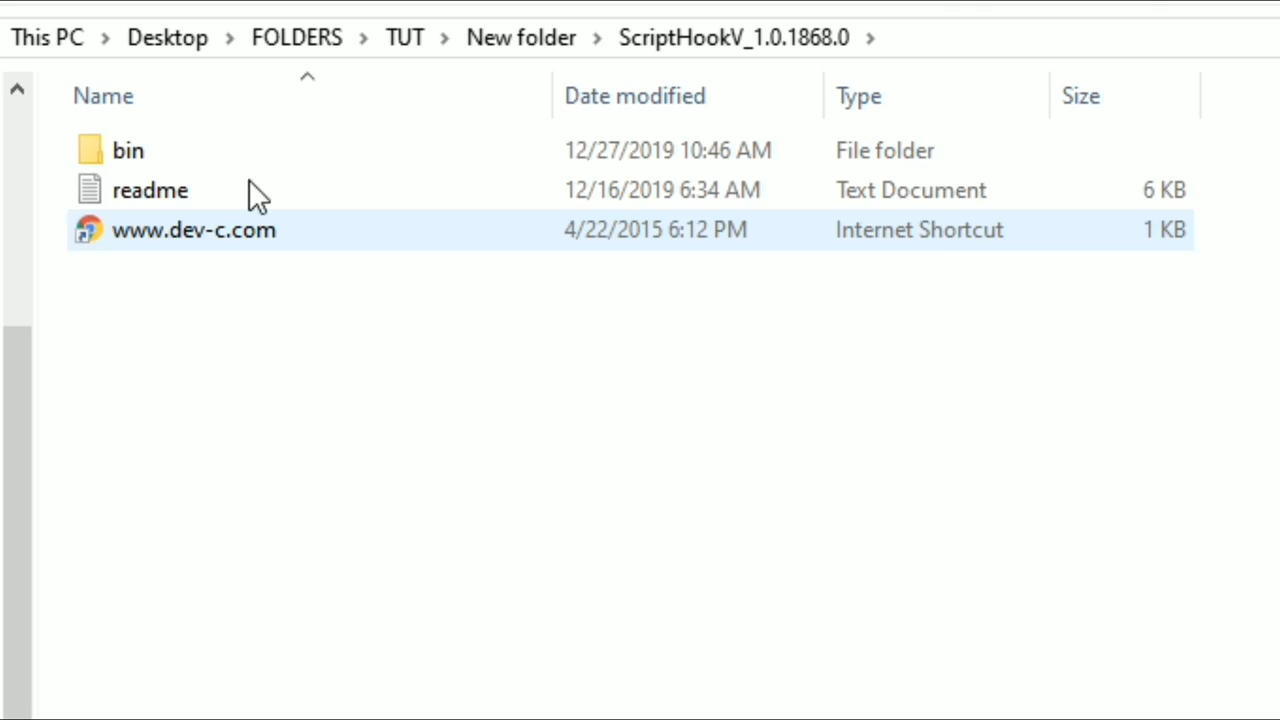 This PC > Desktop > FOLDERS > TUT > New folder > ScriptHookV_1.0.1868.0 >
Name Date modified Type Size
bin 12/27/2019 10:46 AM File folder
readme 12/16/2019 6:34 AM Text Document 6 KB
www.dev-c.com 4/22/2015 6:12 PM Internet Shortcut 1 KB